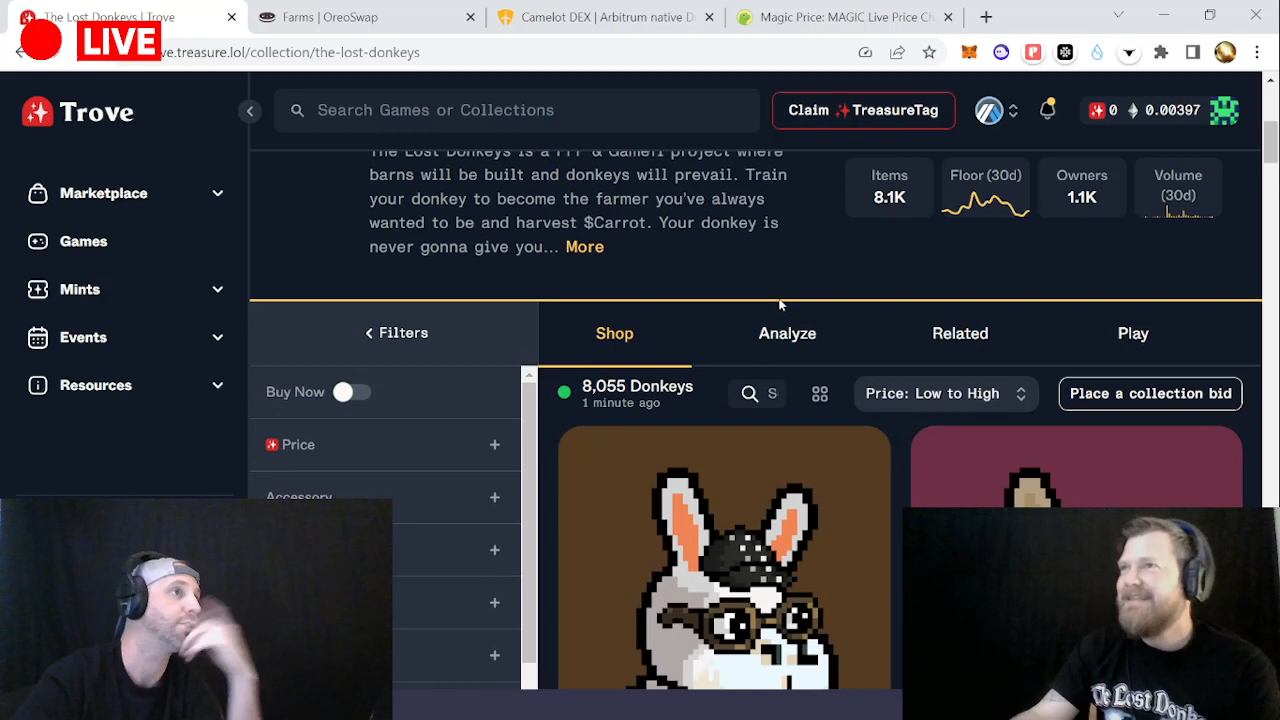 The Lost Donkeys | Trove
Farms | OreoSwap
Camelot DEX | Arbitrum native D
Magic Price: MAGIC Live Price Ch
LIVE
ve.treasure.lol/collection/the-lost-donkeys
Trove
Search Games or Collections
Claim TreasureTag
0
0.00397
Marketplace
Games
Mints
Events
Resources
The Lost Donkeys is a PFP & GameFi project where
barns will be built and donkeys will prevail. Train
your donkey to become the farmer you've always
wanted to be and harvest $Carrot. Your donkey is
never gonna give you... More
Items
8.1K
Floor (30d)
Owners
1.1K
Volume
(30d)
Filters
Shop
Analyze
Related
Play
Buy Now
8,055 Donkeys
1 minute ago
S
Price: Low to High
Place a collection bid
Price
Accessory
The Lost Donk